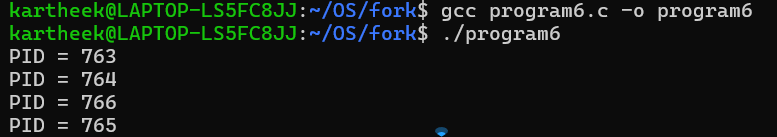 kartheek@LAPTOP-LS5FC8JJ:~/OS/fork$ gcc program6.c -o program6
kartheek@LAPTOP-LS5FC8JJ:~/OS/fork$ ./program6
PID = 763
PID = 764
PID = 766
PID = 765